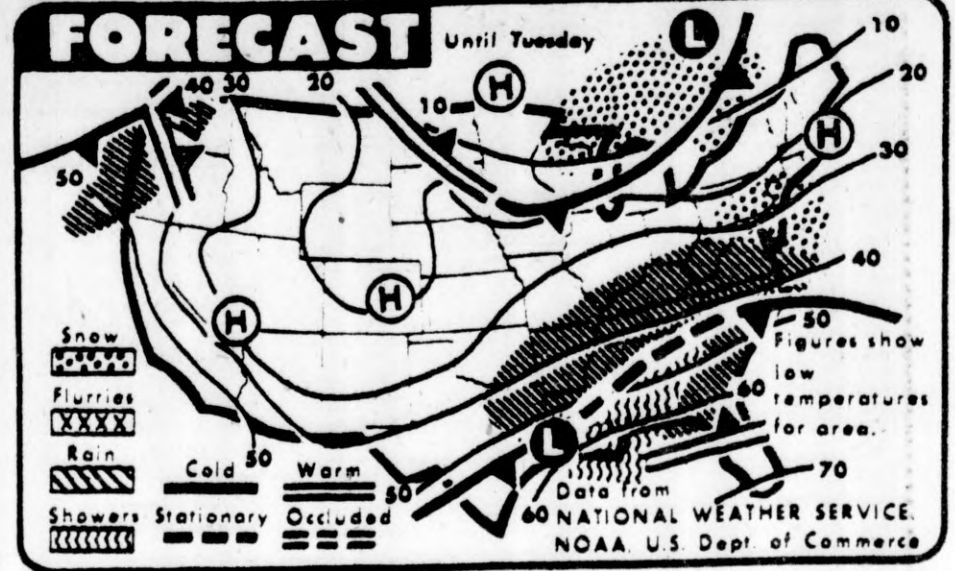 FORECAST
Until Tuesday
L
10
40 30 20
H
10
20
H
50
30
40
H
H
50
Snow
Figures show
low
temperatures
for area.
Flurries
60
Rain
L
70
Cold 50 Warm
50
Data from
Showers Stationary Occluded
60 NATIONAL WEATHER SERVICE,
NOAA, U.S. Dept. of Commerce